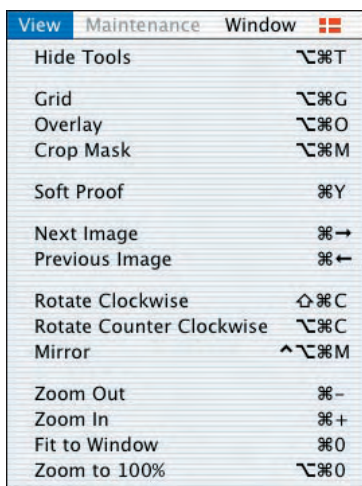 View Maintenance Window
Hide Tools ⌥⌘T
Grid ⌥⌘G
Overlay ⌥⌘O
Crop Mask ⌥⌘M
Soft Proof ⌘Y
Next Image ⌘→
Previous Image ⌘←
Rotate Clockwise ⇧⌘C
Rotate Counter Clockwise ⌥⌘C
Mirror ^⌥⌘M
Zoom Out ⌘-
Zoom In ⌘+
Fit to Window ⌘0
Zoom to 100% ⌥⌘0